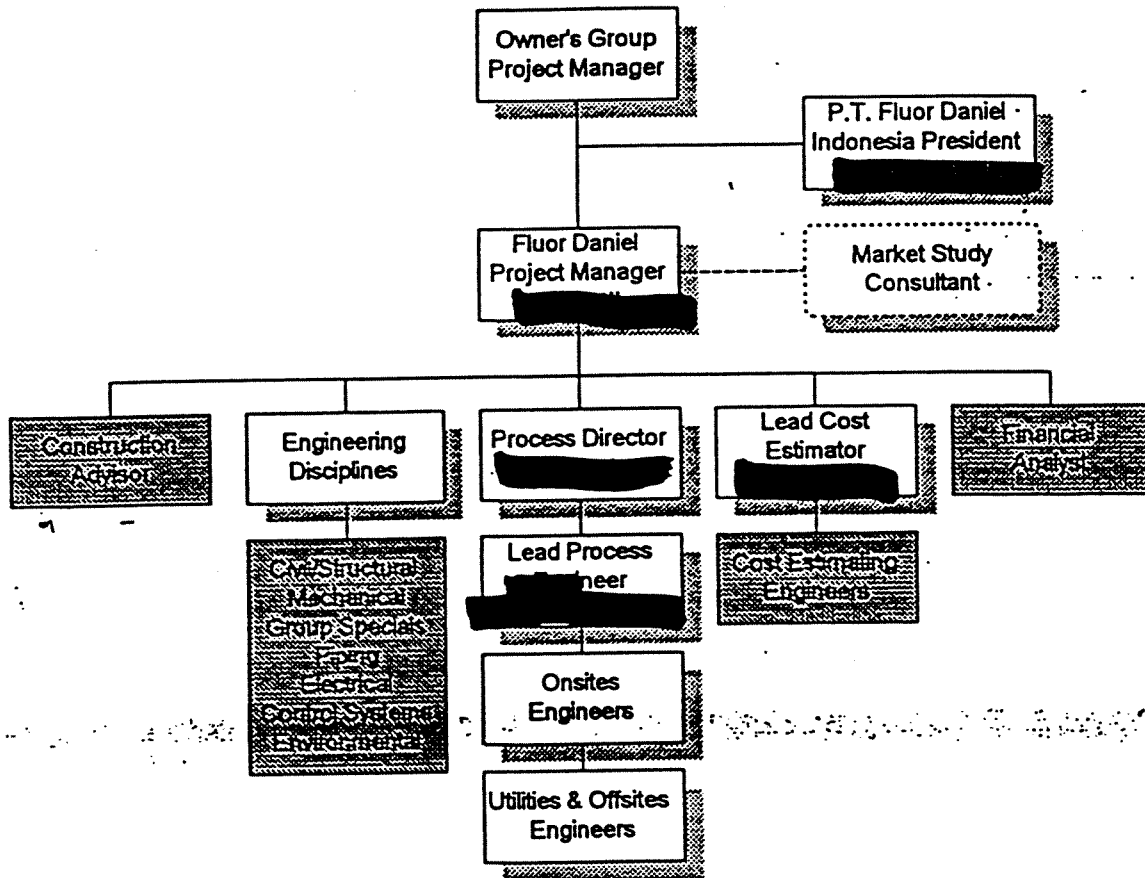 Owner's Group
Project Manager
P.T. Fluor Daniel
Indonesia President
Fluor Daniel
Project Manager
Market Study
Consultant
Construction
Advisor
Engineering
Disciplines
Process Director
Lead Cost
Estimator
Financial
Analyst
Civil/Structural
Mechanical
Group Specials
Piping
Electrical
Control Systems
Environmental
Lead Process
neer
Cost Estimating
Engineers
Onsites
Engineers
Utilities & Offsites
Engineers